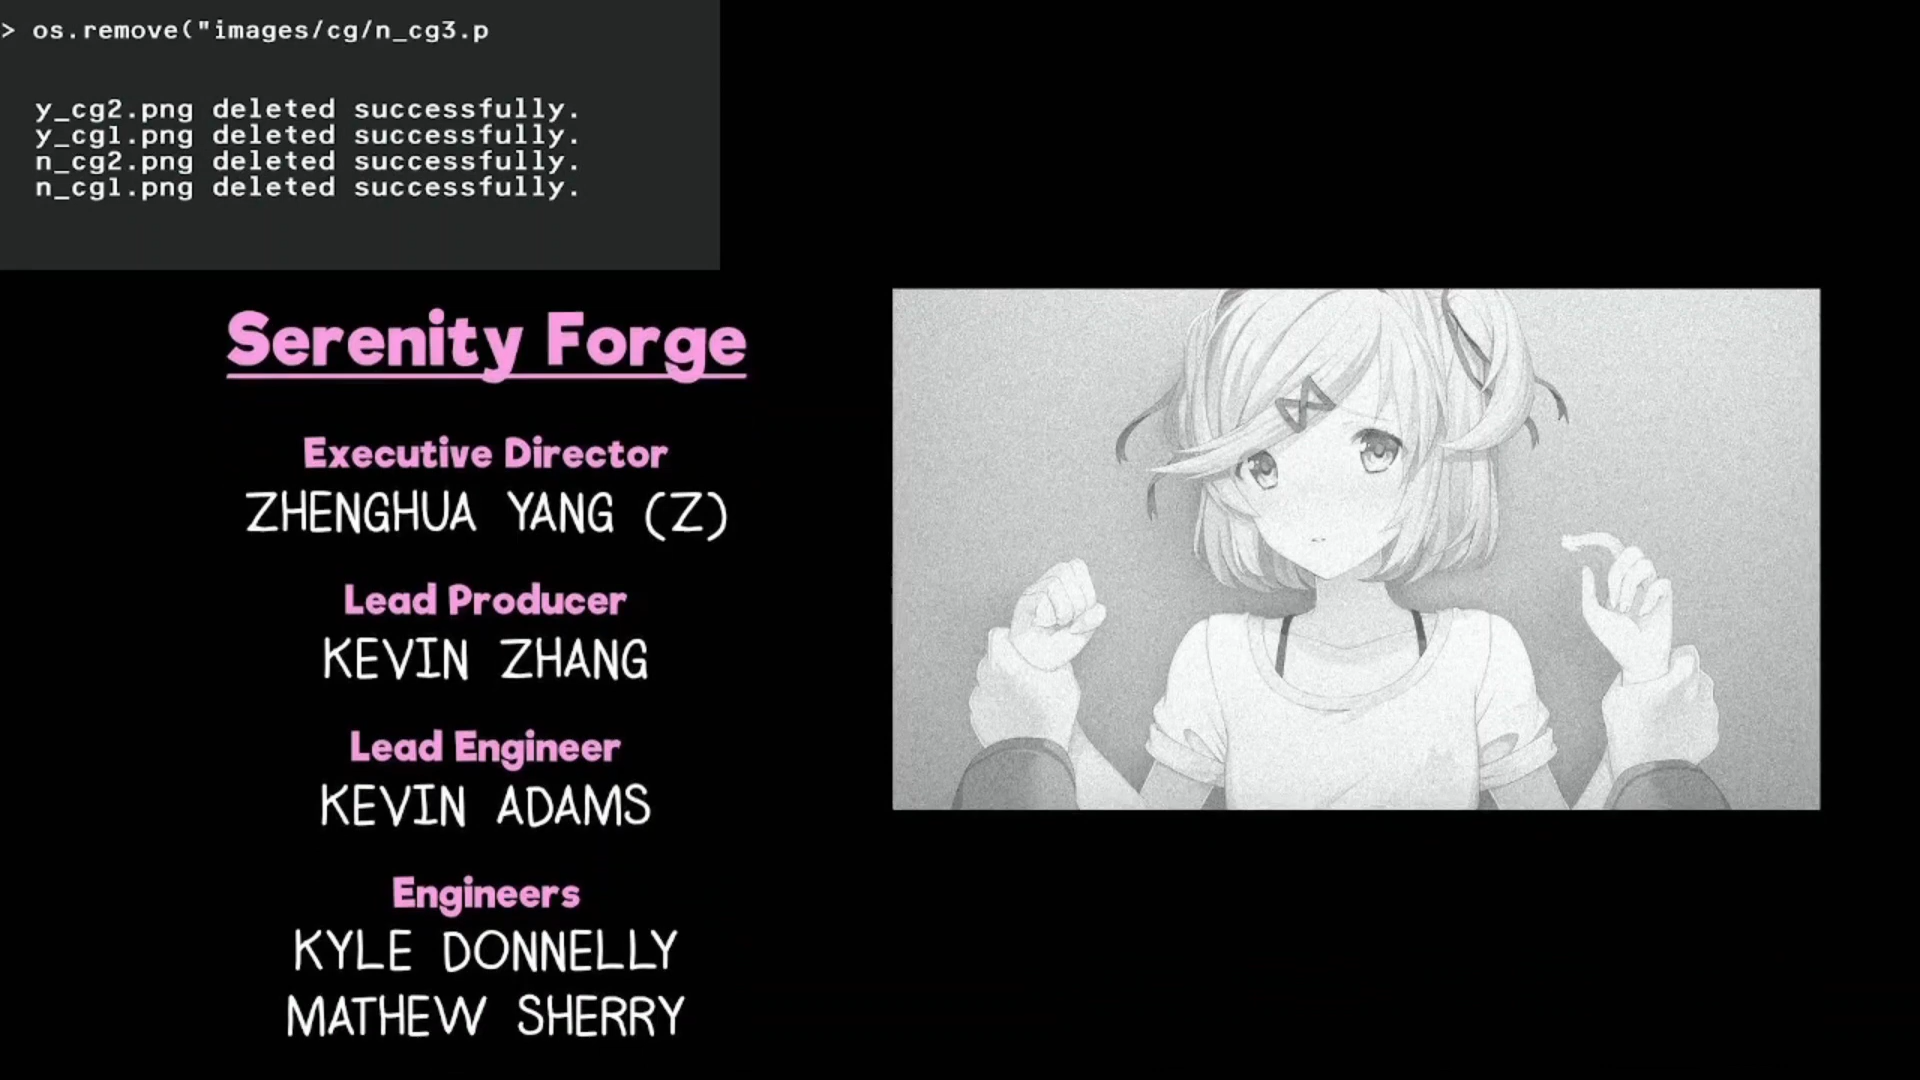 > os.remove("images/cg/n_cg3.p
y_cg2.png deleted successfully.
y_cg1.png deleted successfully.
n_cg2.png deleted successfully.
n_cg1.png deleted successfully.
Serenity Forge
Executive Director
ZHENGHUA YANG (Z)
Lead Producer
KEVIN ZHANG
Lead Engineer
KEVIN ADAMS
Engineers
KYLE DONNELLY
MATHEW SHERRY